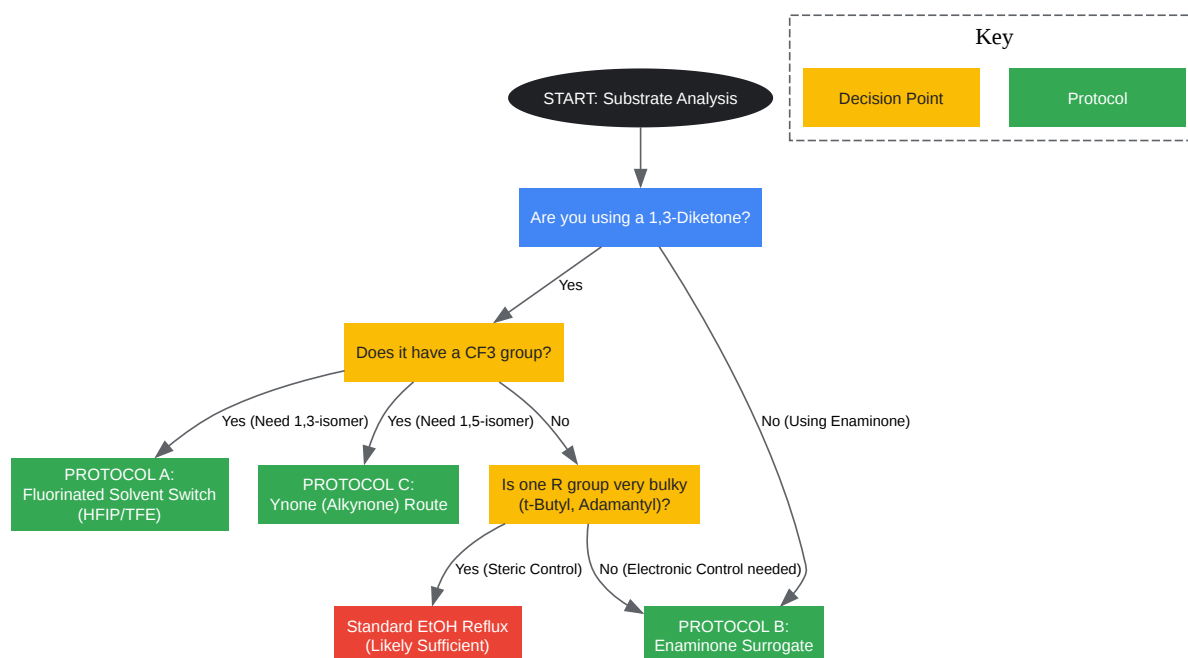 Key
Decision Point
Protocol
START: Substrate Analysis
Are you using a 1,3-Diketone?
Yes
Does it have a CF3 group?
Yes (Need 1,3-isomer)
Yes (Need 1,5-isomer)
No
No (Using Enaminone)
PROTOCOL A:
Fluorinated Solvent Switch
(HFIP/TFE)
PROTOCOL C:
Ynone (Alkynone) Route
Is one R group very bulky
(t-Butyl, Adamantyl)?
Yes (Steric Control)
No (Electronic Control needed)
Standard EtOH Reflux
(Likely Sufficient)
PROTOCOL B:
Enaminone Surrogate